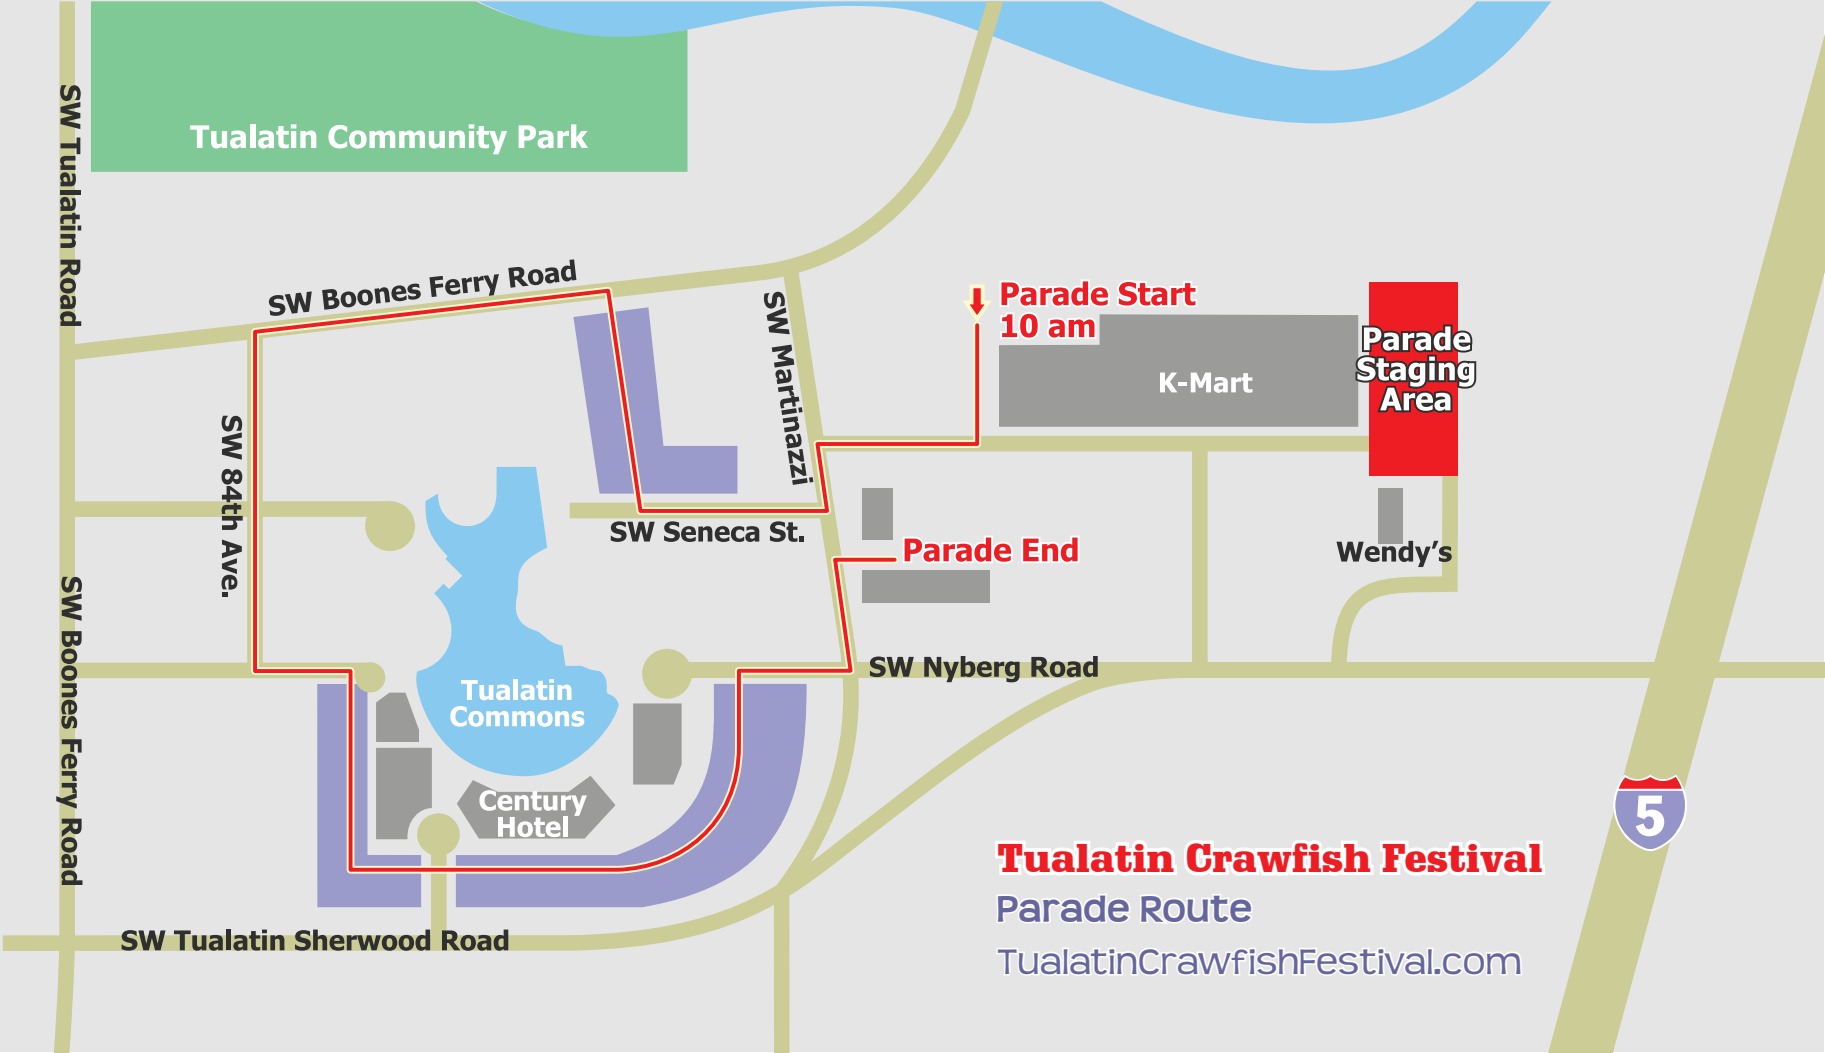 Tualatin Community Park
SW Tualatin Road
SW Boones Ferry Road
SW Martinazzi
Parade Start
10 am
K-Mart
Parade
Staging
Area
SW 84th Ave.
SW Seneca St.
Parade End
Wendy’s
SW Boones Ferry Road
SW Nyberg Road
Tualatin
Commons
Century
Hotel
5
Tualatin Crawfish Festival
Parade Route
TualatinCrawfishFestival.com
SW Tualatin Sherwood Road